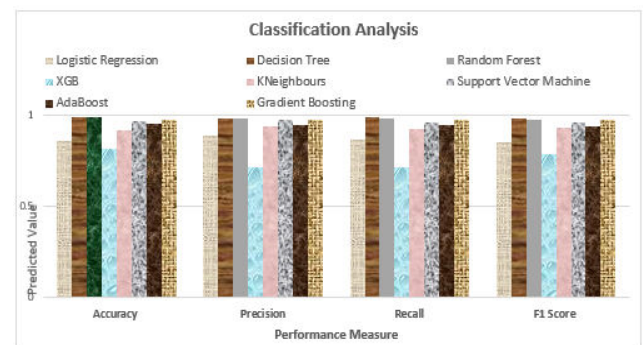 Classification Analysis
Logistic Regression
Decision Tree
Random Forest
XGB
KNeighbours
Support Vector Machine
AdaBoost
Gradient Boosting
1
0.5
0
Predicted Value
Accuracy
Precision
Recall
F1 Score
Performance Measure